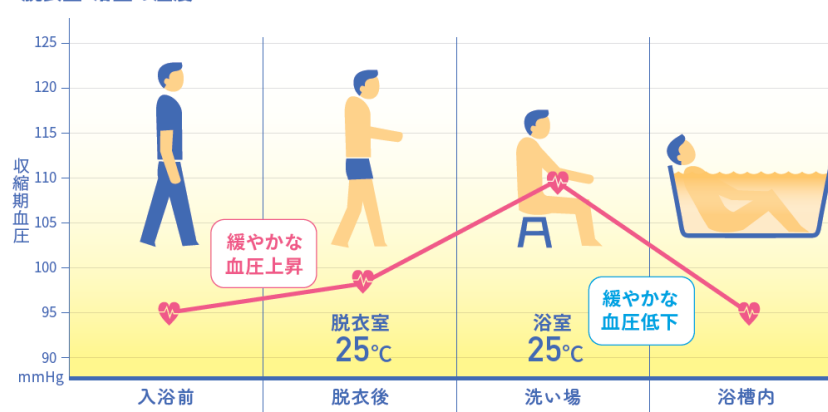 125
120
115
110
105
100
95
90
mmHg
収縮期血圧
緩やかな
血圧上昇
緩やかな
血圧低下
脱衣室
25℃
浴室
25℃
入浴前
脱衣後
洗い場
浴槽内